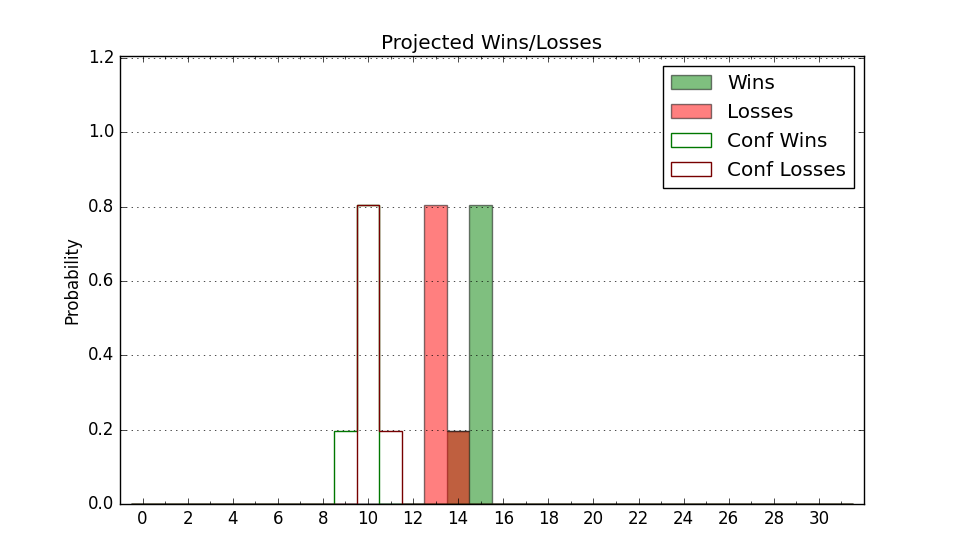 Projected Wins/Losses
1.2
1.0
0.8
0.6
0.4
0.2
0.0
Probability
Wins
Losses
Conf Wins
Conf Losses
0 2 4 6 8 10 12 14 16 18 20 22 24 26 28 30